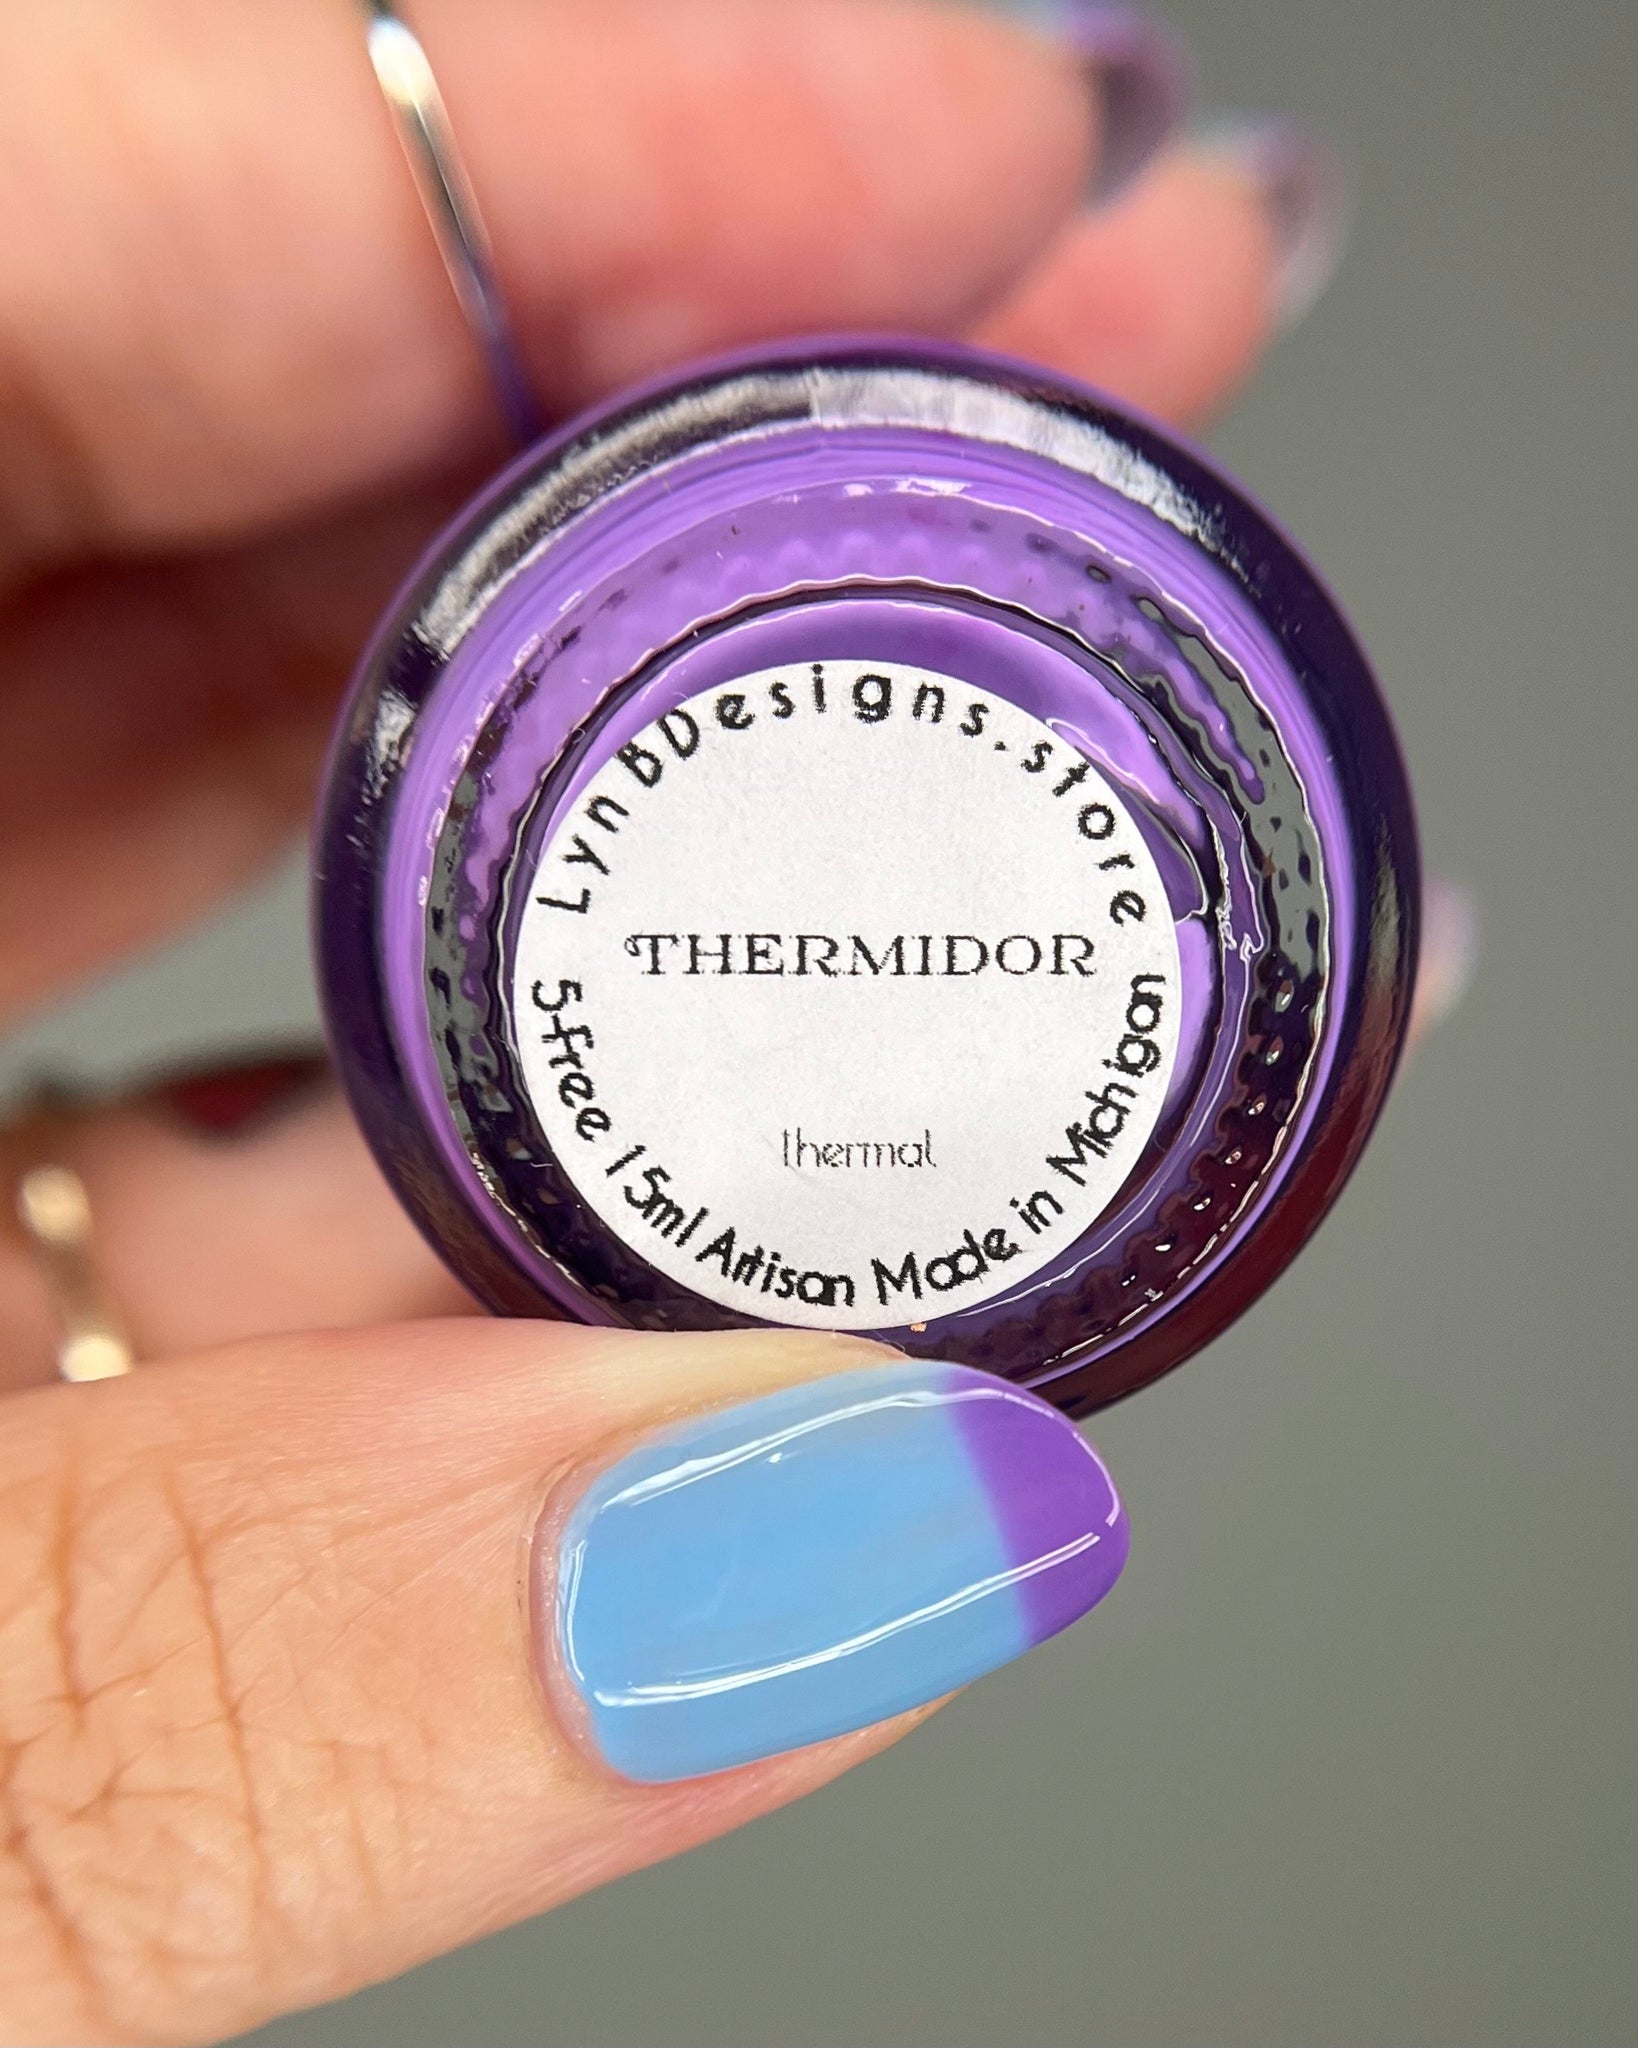 LynBDesigns.store
THERMIDOR
thermal
5-free 15ml Artisan Made in Michigan